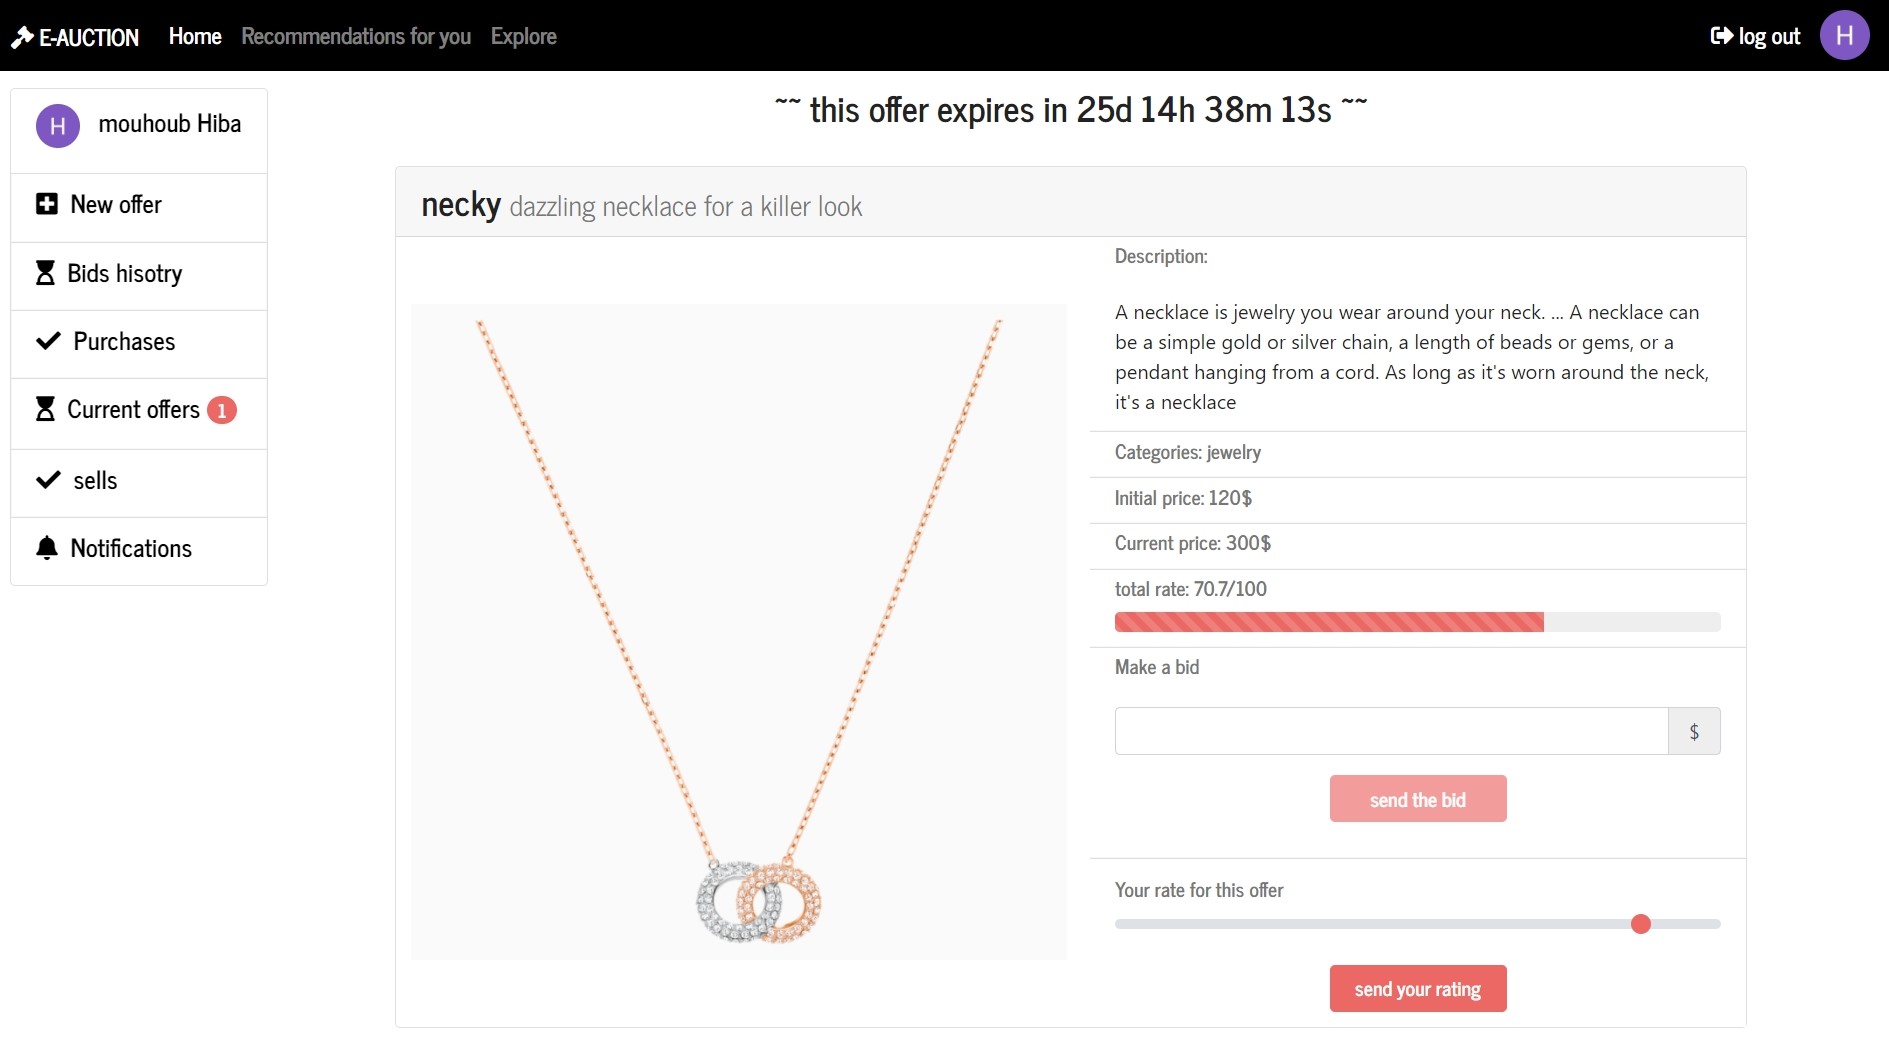 E-AUCTION Home Recommendations for you Explore log out H
H mouhoub Hiba
New offer
Bids hisotry
Purchases
Current offers 1
sells
Notifications
~~ this offer expires in 25d 14h 38m 13s ~~
necky dazzling necklace for a killer look
Description:
A necklace is jewelry you wear around your neck. ... A necklace can
be a simple gold or silver chain, a length of beads or gems, or a
pendant hanging from a cord. As long as it's worn around the neck,
it's a necklace
Categories: jewelry
Initial price: 120$
Current price: 300$
total rate: 70.7/100
Make a bid
$
send the bid
Your rate for this offer
send your rating